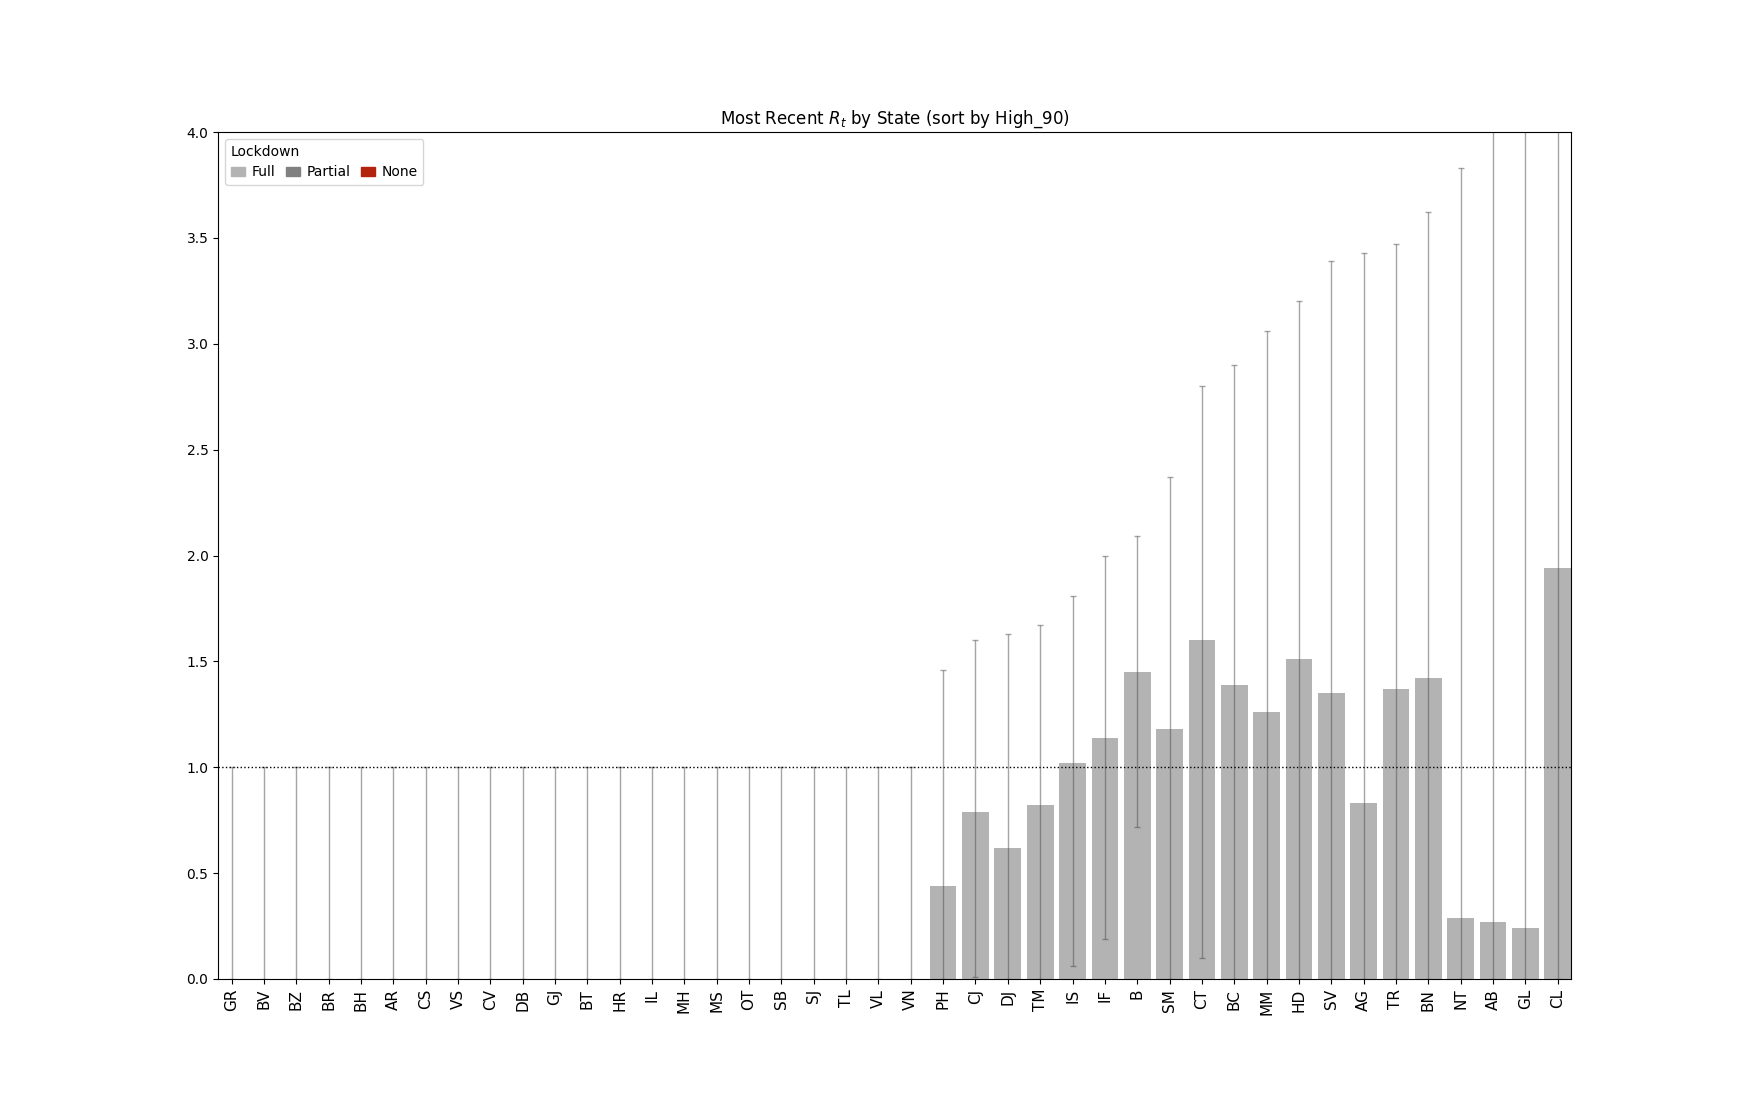 Most Recent R_t by State (sort by High_90)
Lockdown
Full Partial None
4.0
3.5
3.0
2.5
2.0
1.5
1.0
0.5
0.0
GR BV BZ BR BH AR CS VS CV DB GJ BT HR IL MH MS OT SB SJ TL VL VN PH CJ DJ TM IS IF B SM CT BC MM HD SV AG TR BN NT AB GL CL